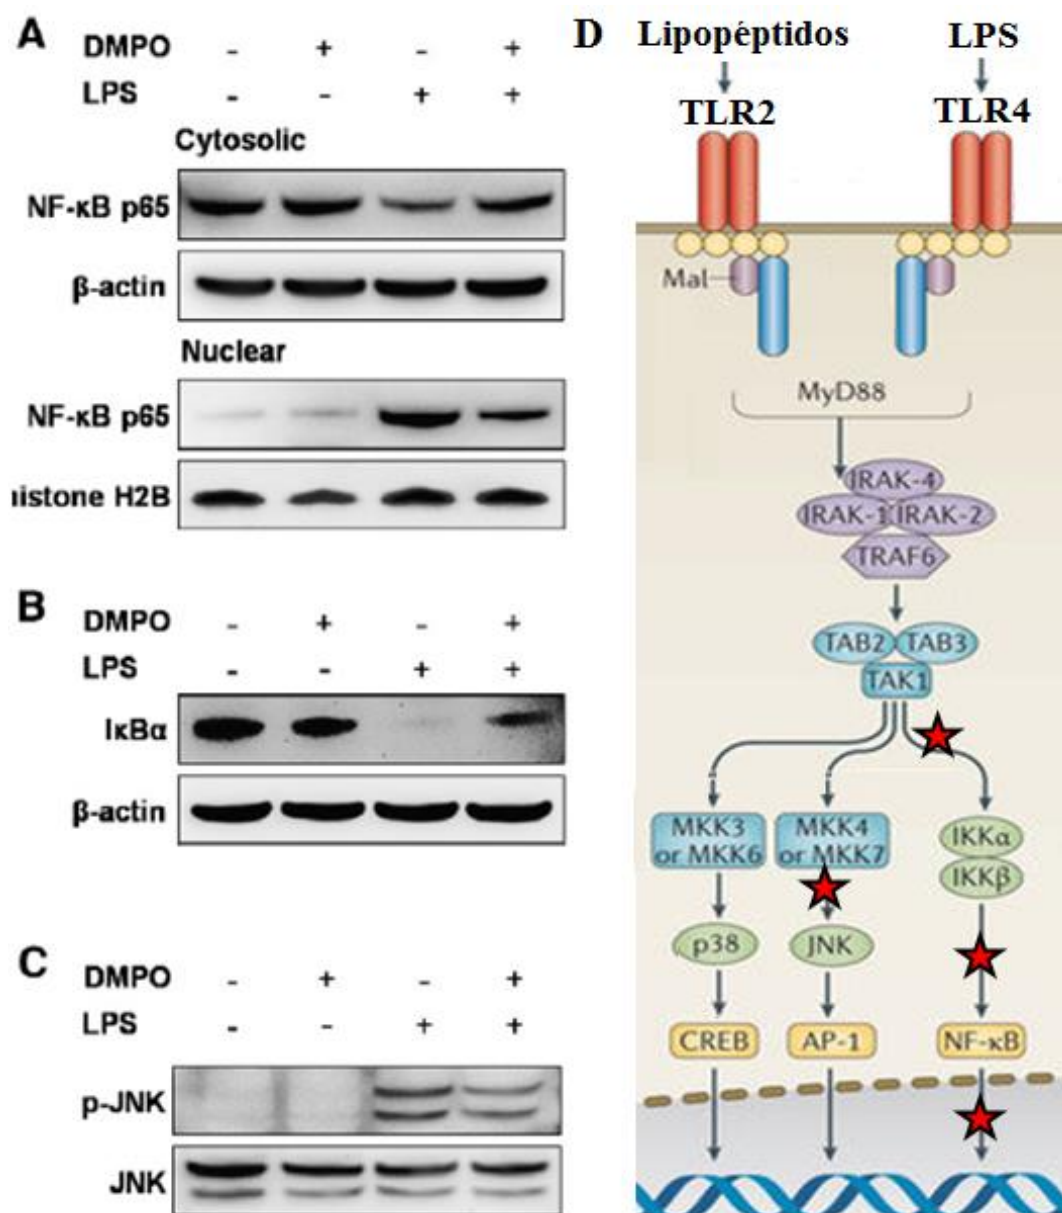 A
DMPO - + - +
LPS - - + +
Cytosolic
NF-κB p65
β-actin
Nuclear
NF-κB p65
histone H2B
B
DMPO - + - +
LPS - - + +
IκBα
β-actin
C
DMPO - + - +
LPS - - + +
p-JNK
JNK
D
Lipopéptidos LPS
TLR2 TLR4
Mal
MyD88
IRAK-4
IRAK-1 IRAK-2
TRAF6
TAB2 TAB3
TAK1
MKK3
or MKK6
MKK4
or MKK7
IKKα
IKKβ
p38 JNK
CREB AP-1 NF-κB